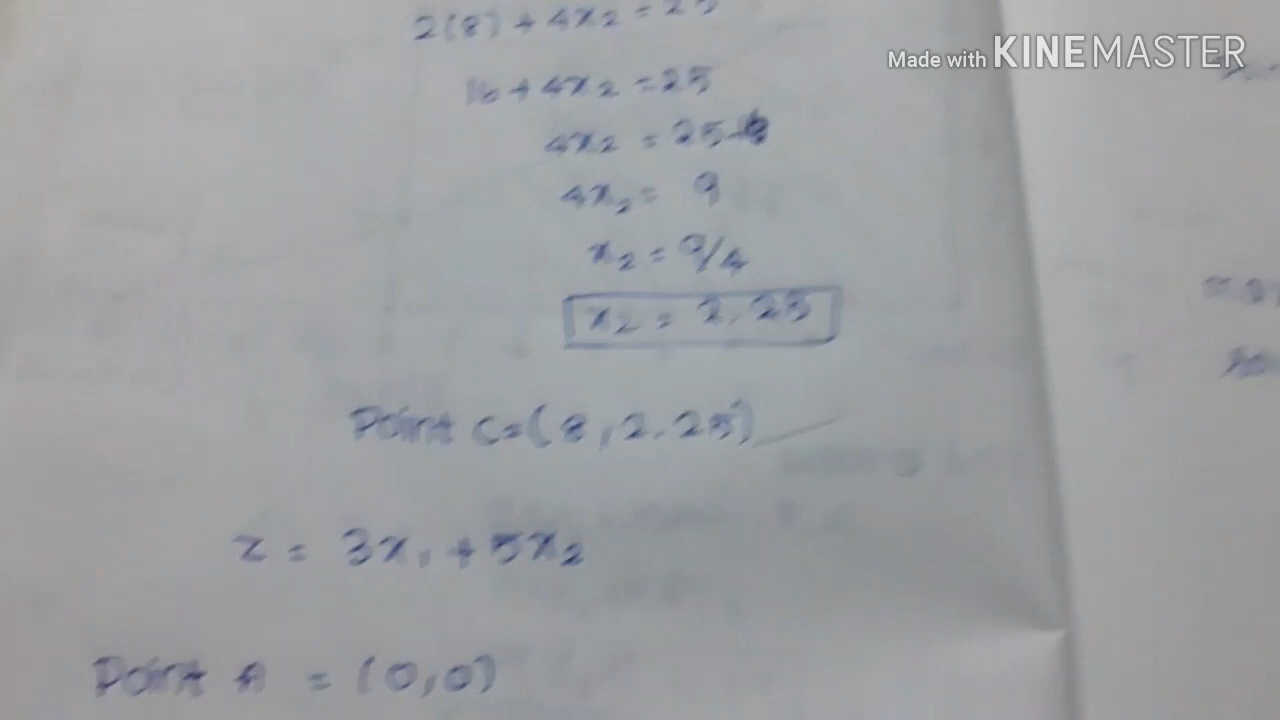 2(8) + 4x2 = 25
Made with KINEMASTER
16 + 4x2 = 25
4x2 = 25-16
4x2 = 9
x2 = 9/4
x2 = 2.25
Point C = (8, 2.25)
z = 3x1 + 5x2
Point A = (0,0)